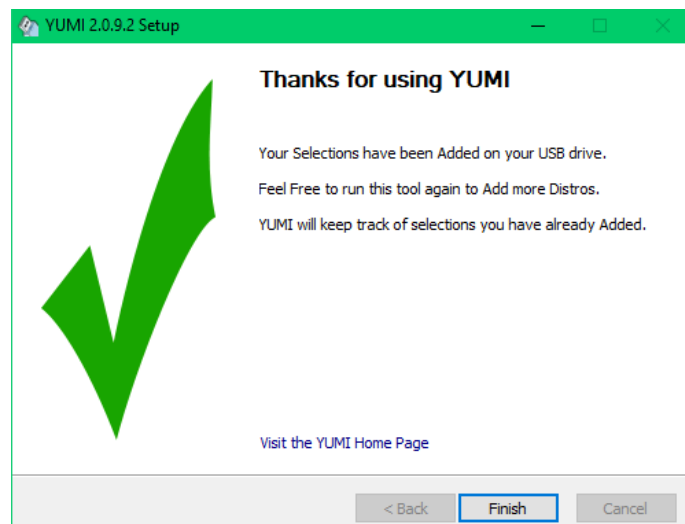 YUMI 2.0.9.2 Setup
Thanks for using YUMI
Your Selections have been Added on your USB drive.
Feel Free to run this tool again to Add more Distros.
YUMI will keep track of selections you have already Added.
Visit the YUMI Home Page
< Back Finish Cancel